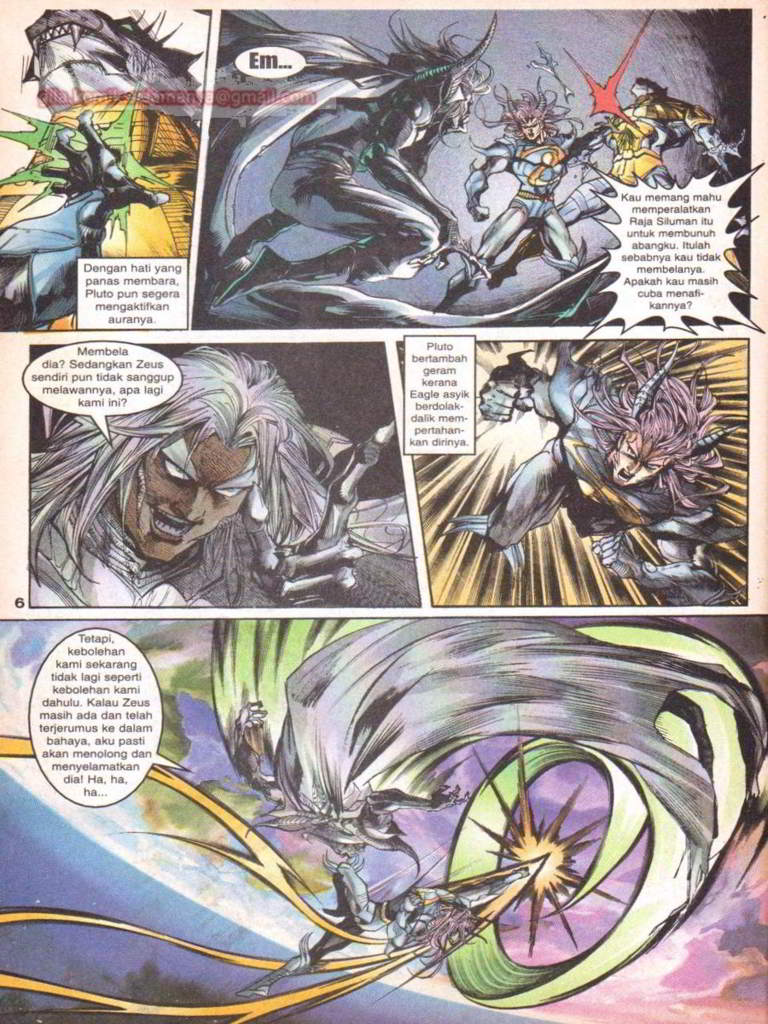 Em...
Dengan hati yang
panas membara,
Pluto pun segera
mengaktifkan
auranya.
Kau memang mahu
memperalatkan
Raja Siluman itu
untuk membunuh
abangku. Itulah
sebabnya kau tidak
membelanya.
Apakah kau masih
cuba menafi-
kannya?
Membela
dia? Sedangkan Zeus
sendiri pun tidak sanggup
melawannya, apa lagi
kami ini?
Pluto
bertambah
geram
kerana
Eagle asyik
berdolak-
dalik mem-
pertahan-
kan dirinya.
6
Tetapi,
kebolehan
kami sekarang
tidak lagi seperti
kebolehan kami
dahulu. Kalau Zeus
masih ada dan telah
terjerumus ke dalam
bahaya, aku pasti
akan menolong dan
menyelamatkan
dia! Ha, ha,
ha...